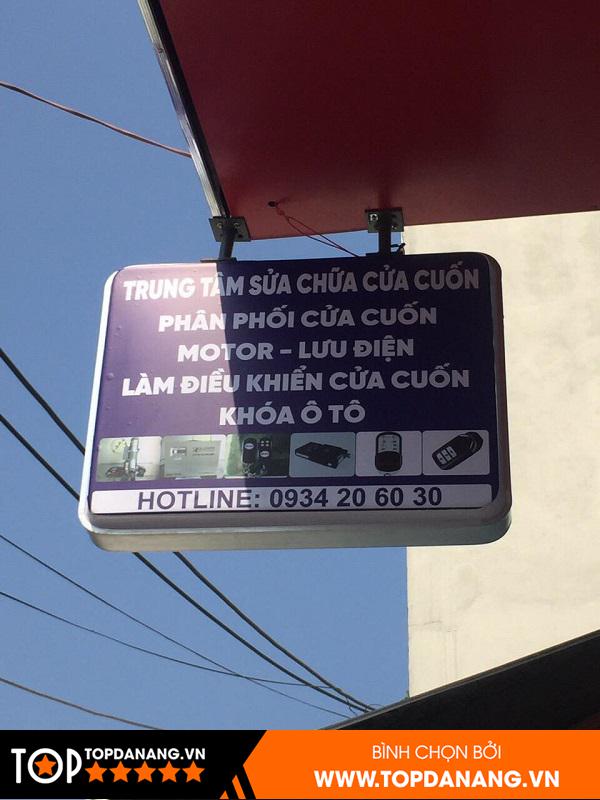 TRUNG TÂM SỬA CHỮA CỬA CUỐN
PHÂN PHỐI CỬA CUỐN
MOTOR - LƯU ĐIỆN
LÀM ĐIỀU KHIỂN CỬA CUỐN
KHÓA Ô TÔ
HOTLINE: 0934 20 60 30
TOP TOPDANANG.VN
BÌNH CHỌN BỞI
WWW.TOPDANANG.VN